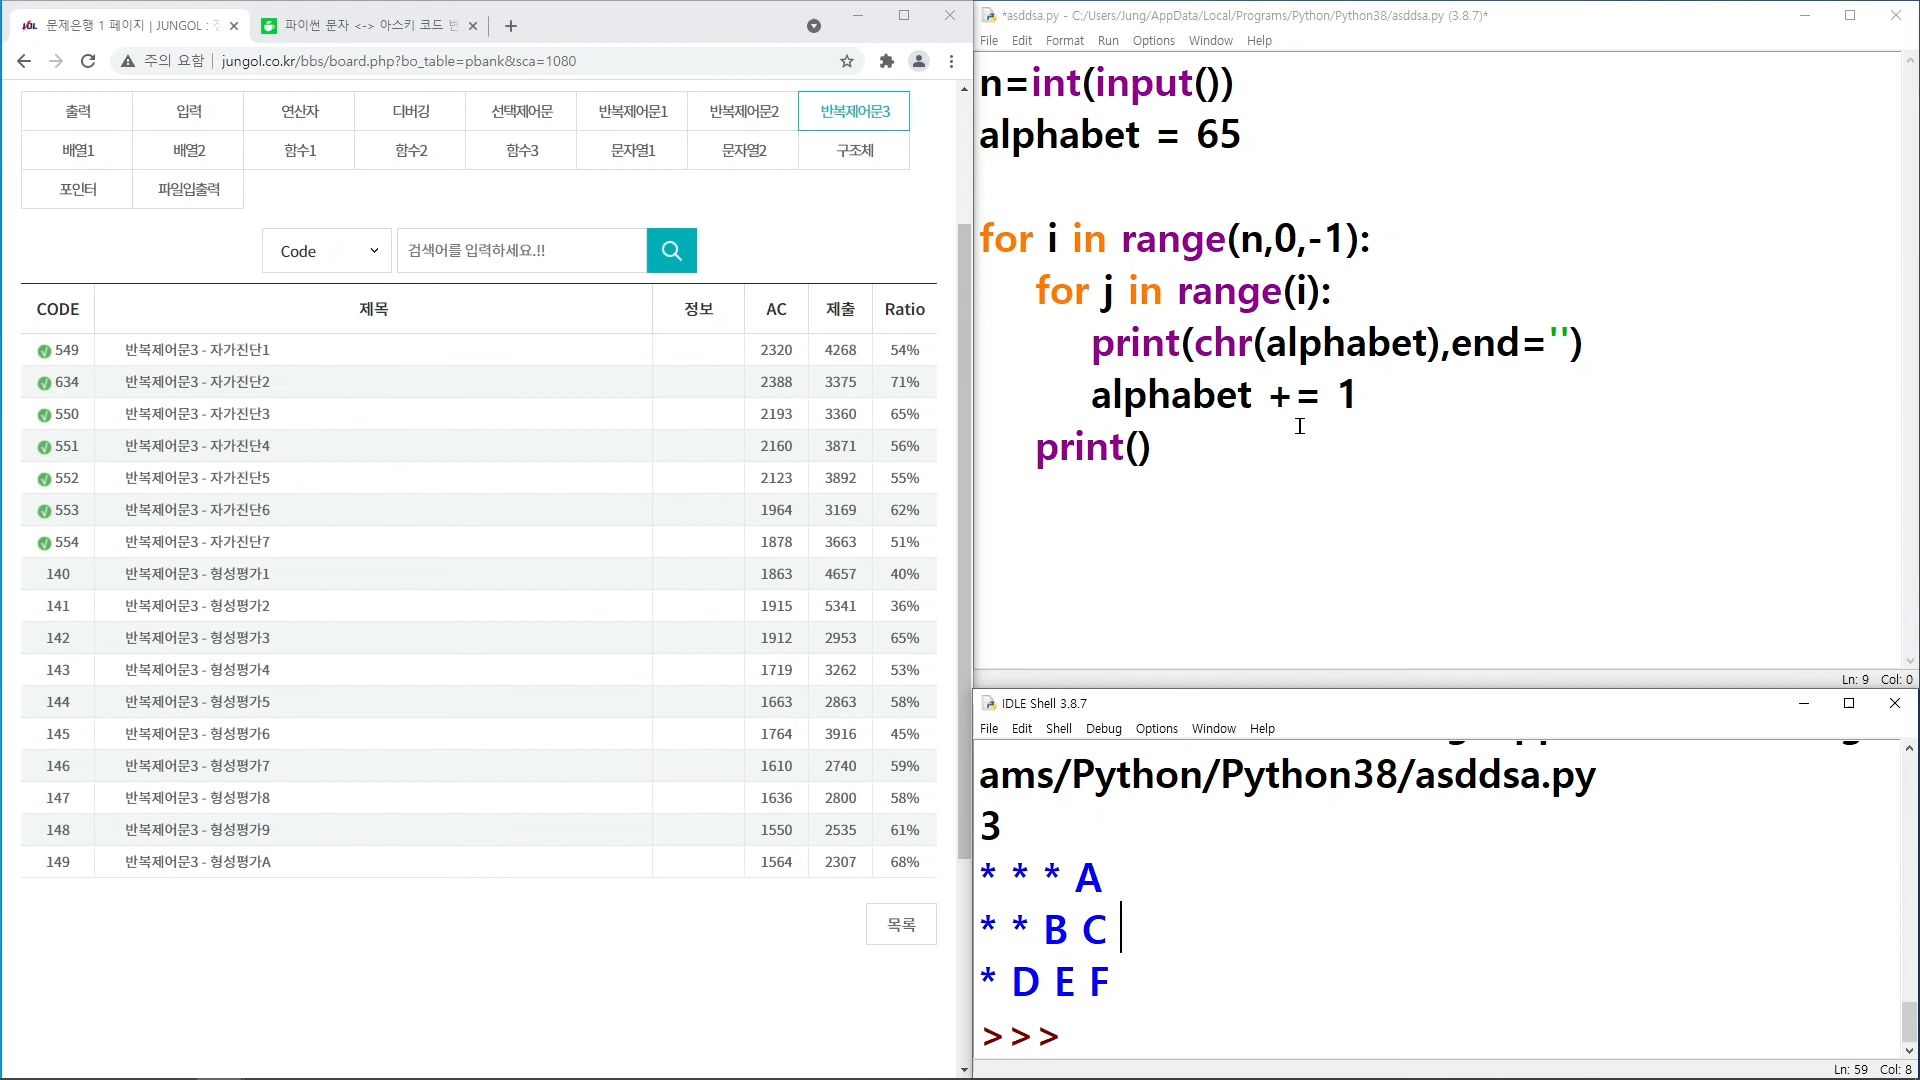 문제은행 1 페이지 | JUNGOL :
파이썬 문자 <-> 아스키 코드
주의 요함
jungol.co.kr/bbs/board.php?bo_table=pbank&sca=1080
출력 입력 연산자 디버깅 선택제어문 반복제어문1 반복제어문2 반복제어문3
배열1 배열2 함수1 함수2 함수3 문자열1 문자열2 구조체
포인터 파일입출력
Code 검색어를 입력하세요.!!
CODE 제목 정보 AC 제출 Ratio
549 반복제어문3 - 자가진단1 2320 4268 54%
634 반복제어문3 - 자가진단2 2388 3375 71%
550 반복제어문3 - 자가진단3 2193 3360 65%
551 반복제어문3 - 자가진단4 2160 3871 56%
552 반복제어문3 - 자가진단5 2123 3892 55%
553 반복제어문3 - 자가진단6 1964 3169 62%
554 반복제어문3 - 자가진단7 1878 3663 51%
140 반복제어문3 - 형성평가1 1863 4657 40%
141 반복제어문3 - 형성평가2 1915 5341 36%
142 반복제어문3 - 형성평가3 1912 2953 65%
143 반복제어문3 - 형성평가4 1719 3262 53%
144 반복제어문3 - 형성평가5 1663 2863 58%
145 반복제어문3 - 형성평가6 1764 3916 45%
146 반복제어문3 - 형성평가7 1610 2740 59%
147 반복제어문3 - 형성평가8 1636 2800 58%
148 반복제어문3 - 형성평가9 1550 2535 61%
149 반복제어문3 - 형성평가A 1564 2307 68%
목록
*asddsa.py - C:/Users/Jung/AppData/Local/Programs/Python/Python38/asddsa.py (3.8.7)*
File Edit Format Run Options Window Help
n=int(input())
alphabet = 65
for i in range(n,0,-1):
for j in range(i):
print(chr(alphabet),end='')
alphabet += 1
print()
Ln: 9 Col: 0
IDLE Shell 3.8.7
File Edit Shell Debug Options Window Help
ams/Python/Python38/asddsa.py
3
* * * A
* * B C
* D E F
>>>
Ln: 59 Col: 8